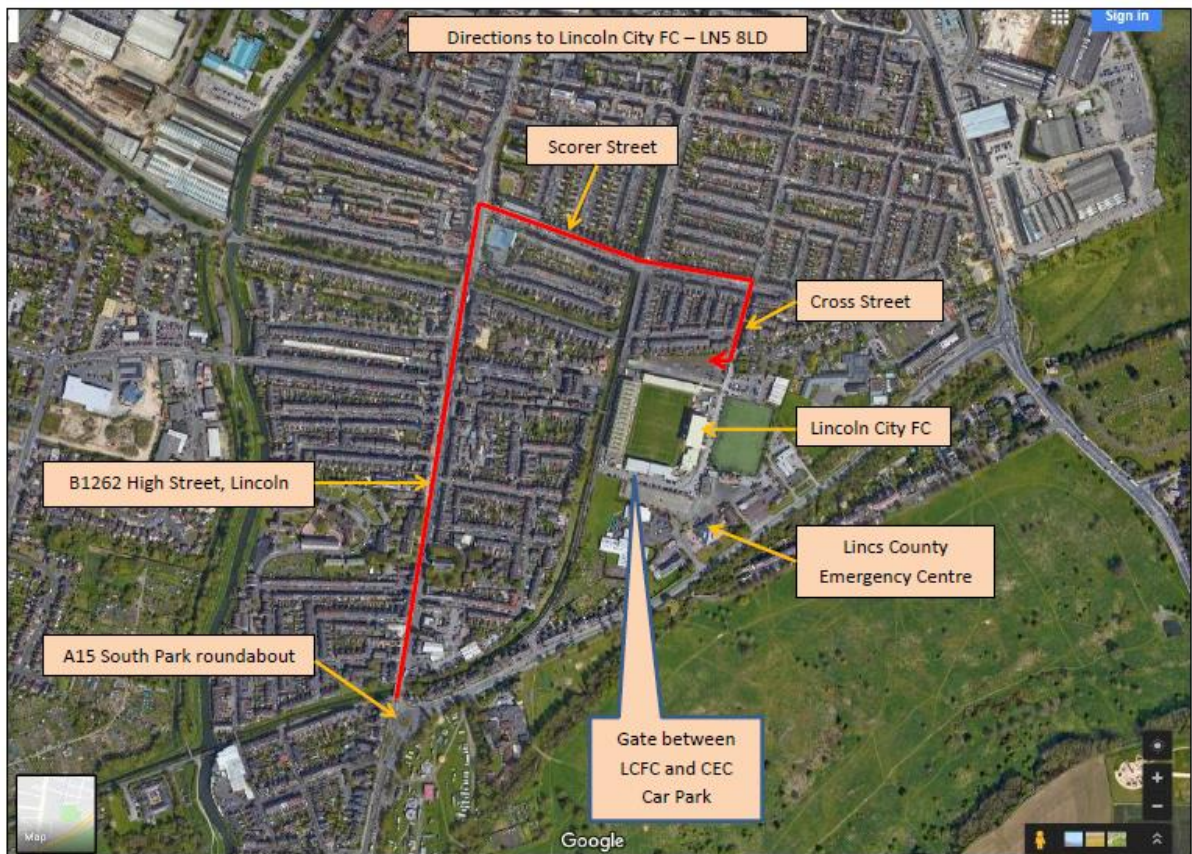 Sign in
Directions to Lincoln City FC – LN5 8LD
Scorer Street
Cross Street
Lincoln City FC
B1262 High Street, Lincoln
Lincs County
Emergency Centre
A15 South Park roundabout
Gate between
LCFC and CEC
Car Park
Map
Google